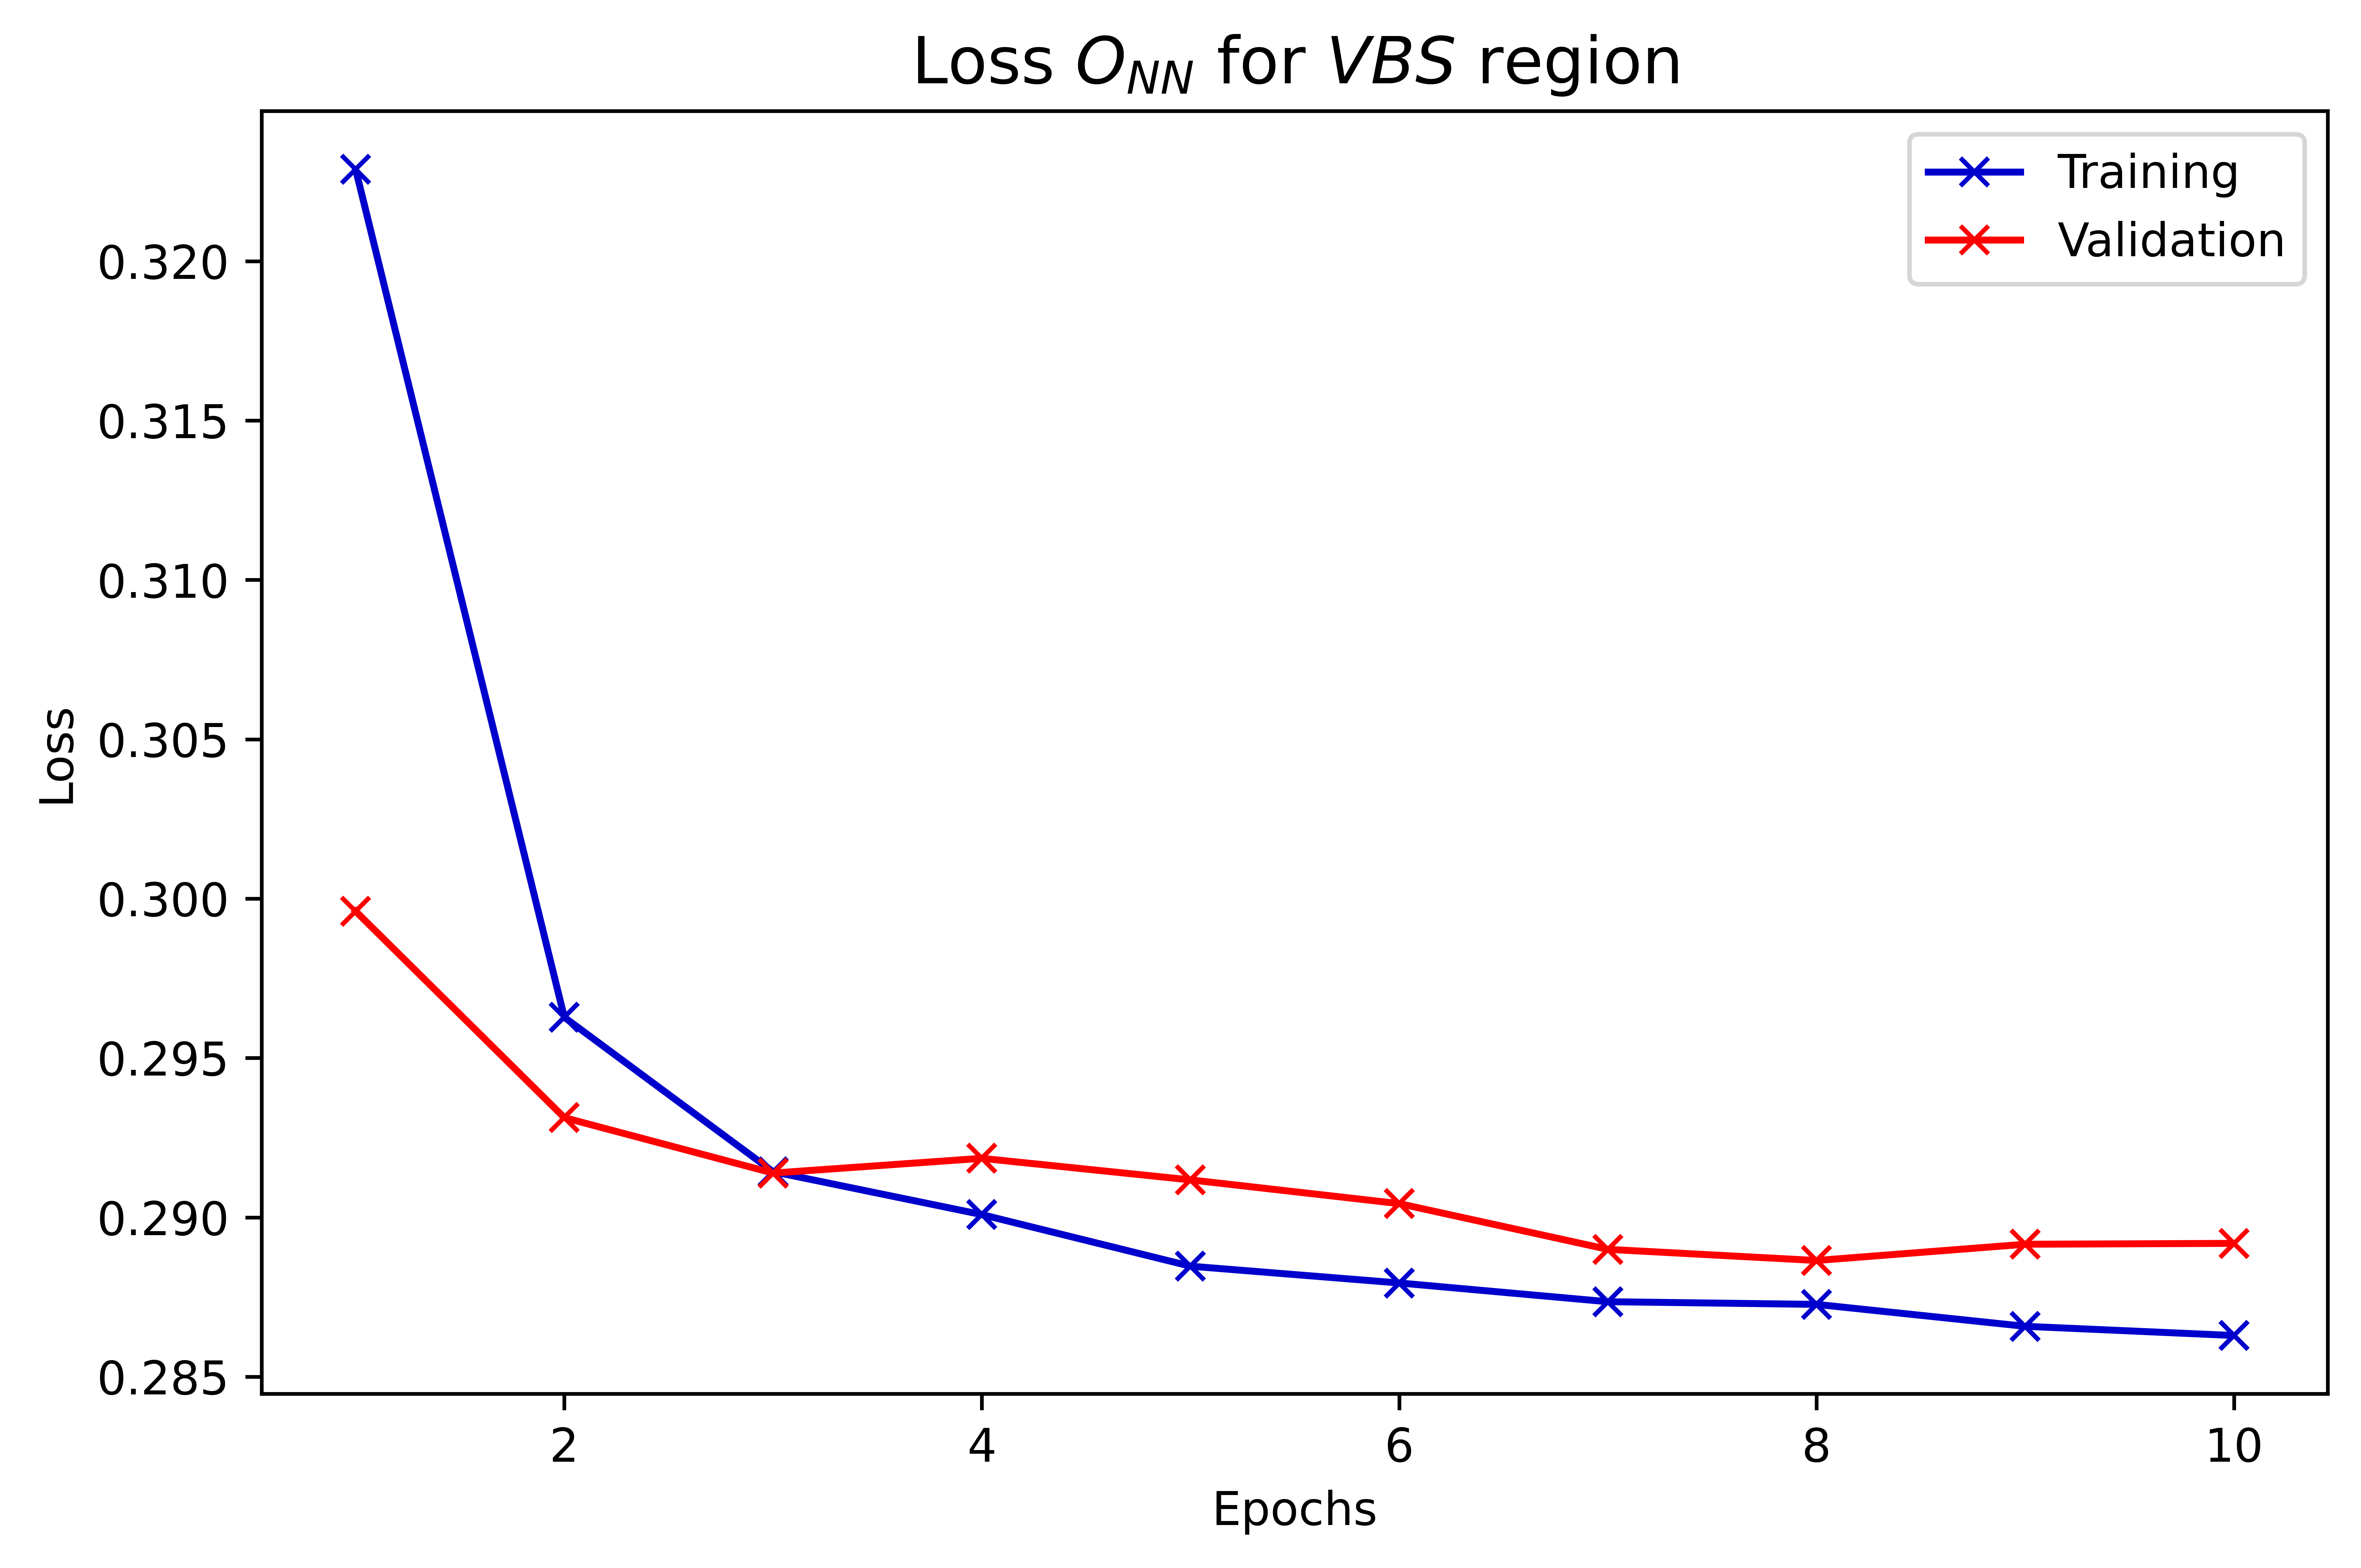 Loss O_NN for VBS region
Training
Validation
0.320
0.315
0.310
0.305
0.300
0.295
0.290
0.285
Loss
2 4 6 8 10
Epochs